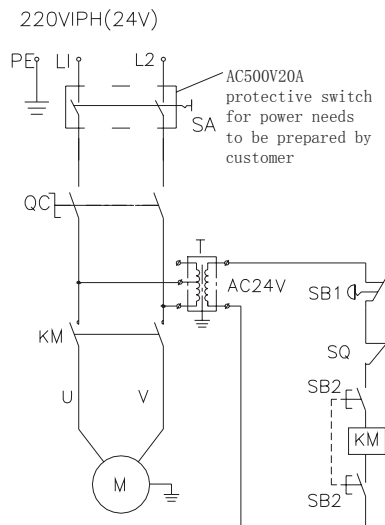 220V1PH(24V)
PE
L1
L2
AC500V20A
protective switch
for power needs
to be prepared by
customer
SA
QC
T
AC24V
SB1
KM
SQ
U
V
SB2
KM
M
SB2